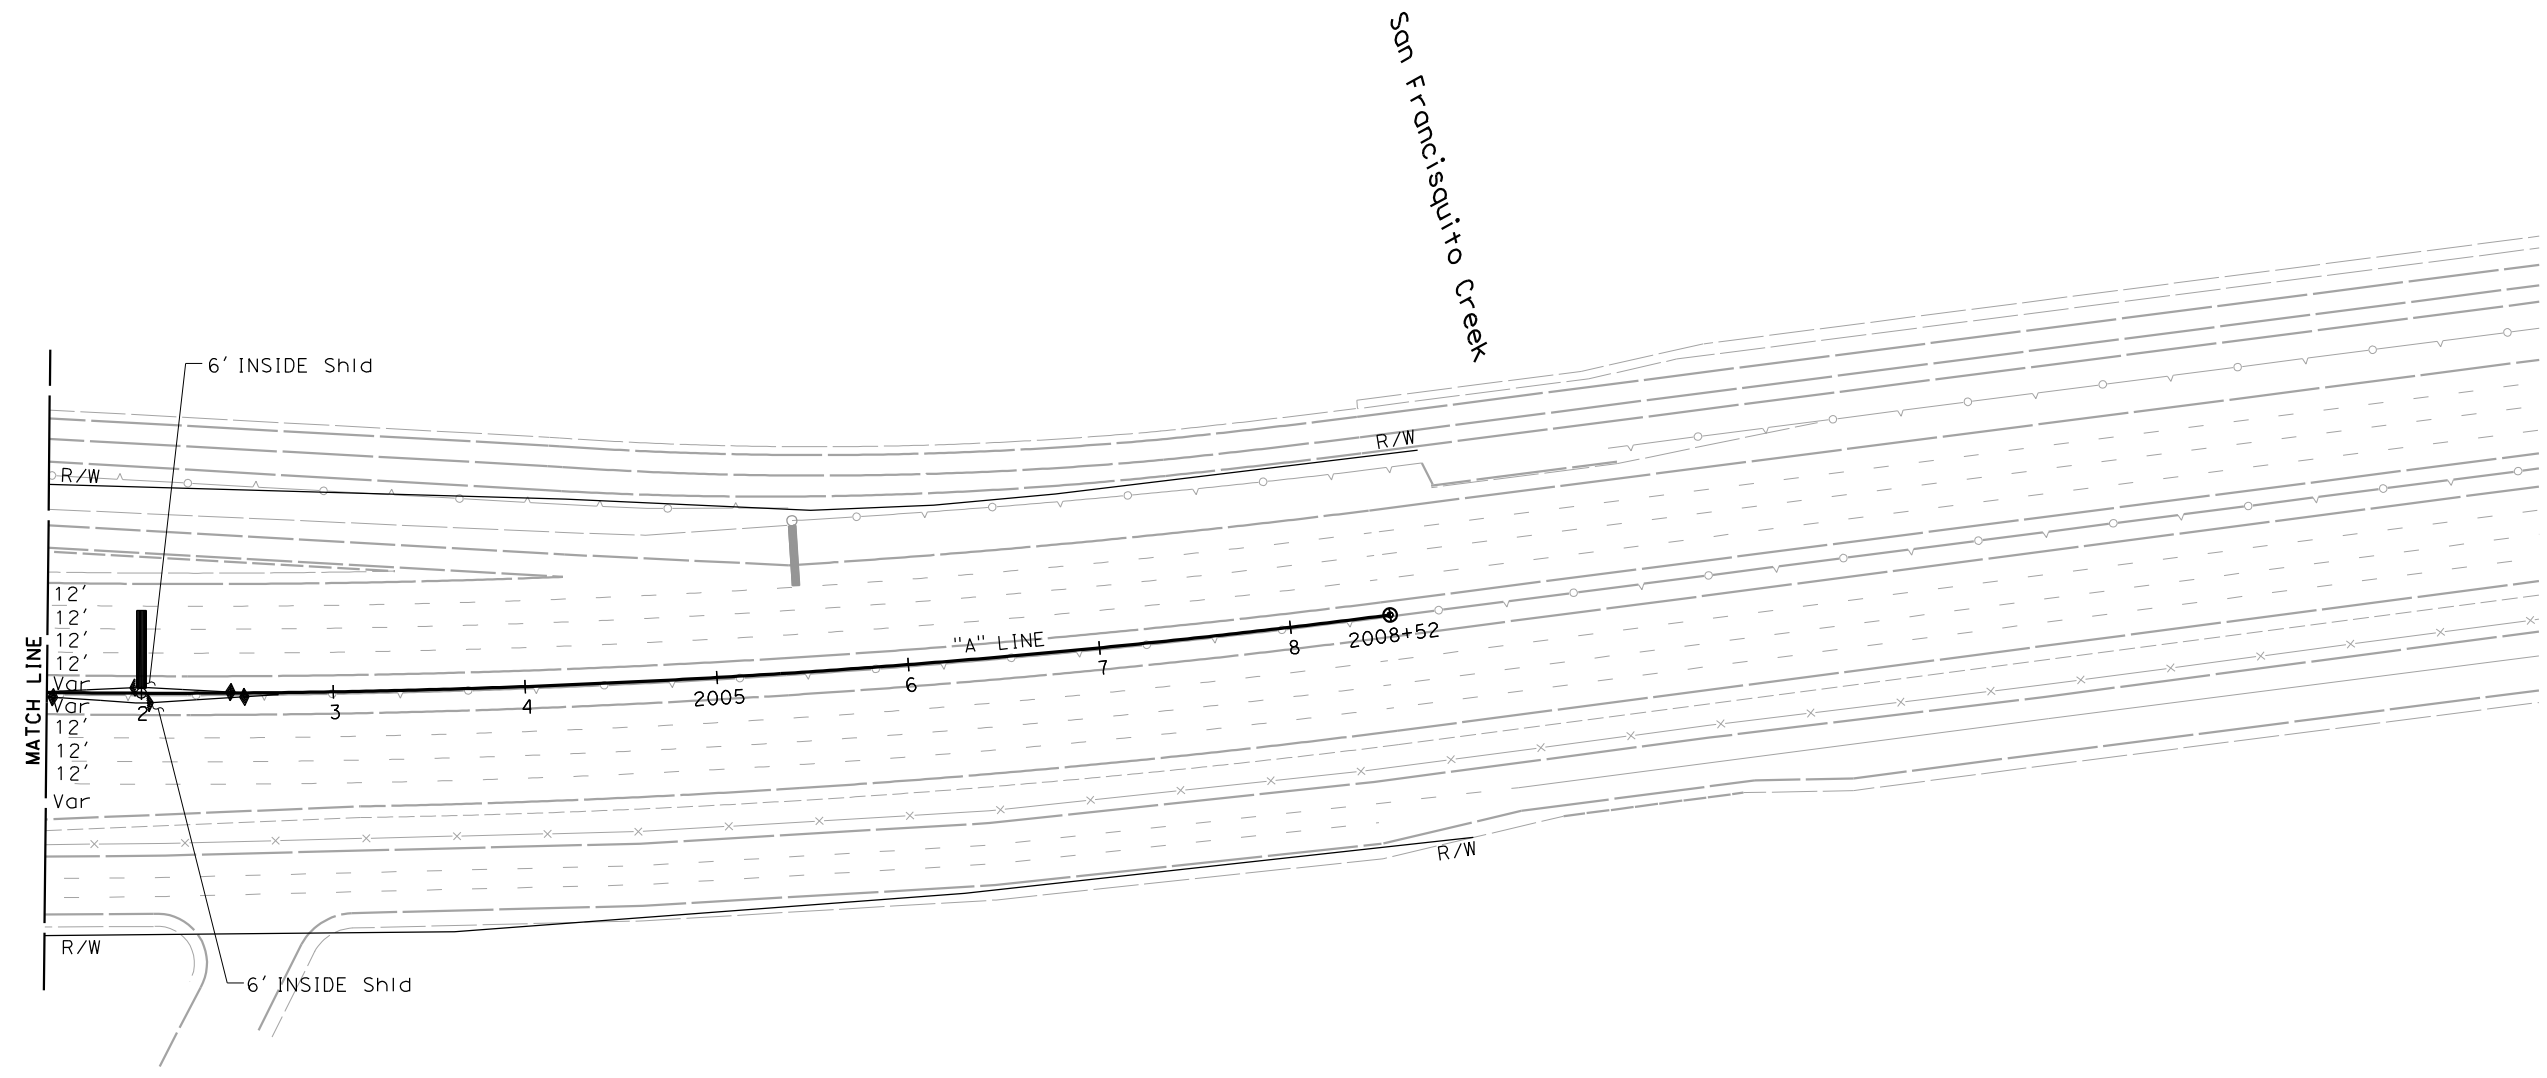 San Francisquito Creek
6' INSIDE Shld
R/W
R/W
12'
12'
12'
12'
Var
Var
12'
12'
12'
Var
MATCH LINE
"A" LINE
2
3
4
2005
6
7
8
2008+52
R/W
R/W
6' INSIDE Shld